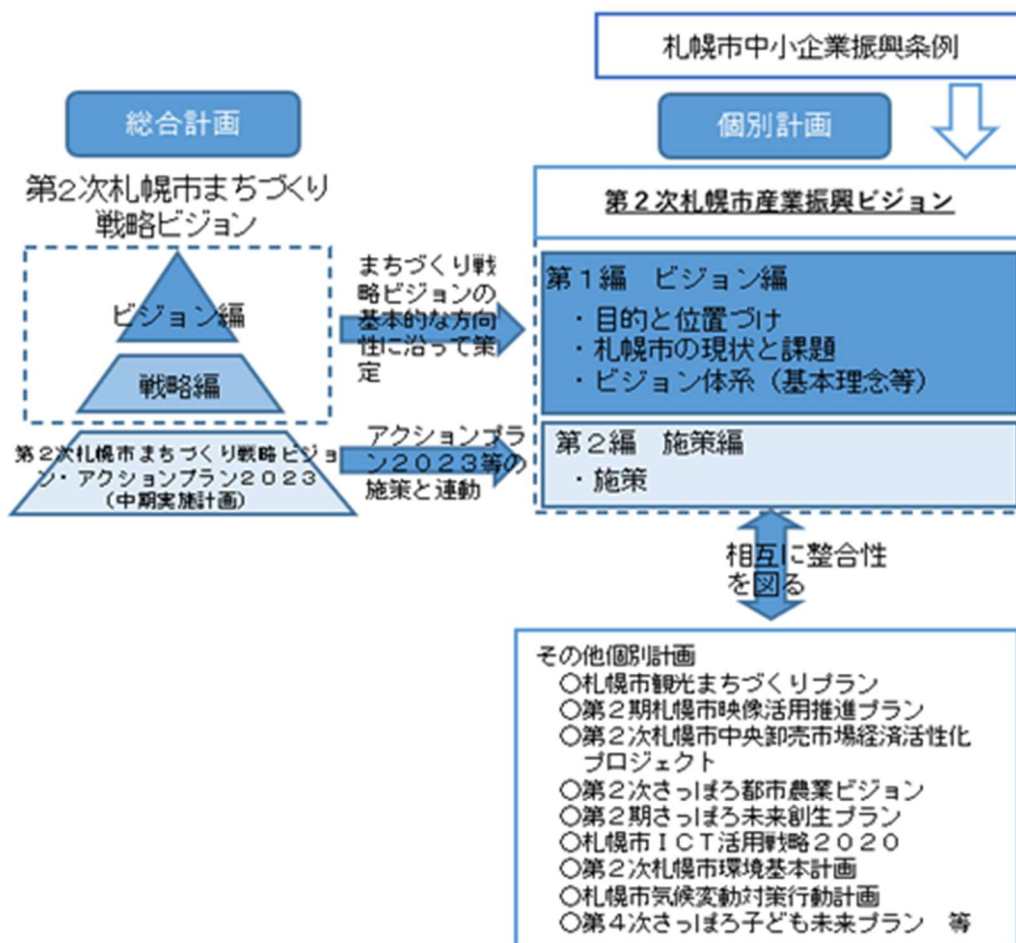 札幌市中小企業振興条例
総合計画
個別計画
第2次札幌市まちづくり
戦略ビジョン
ビジョン編
戦略編
第2次札幌市まちづくり戦略ビジョ
ン・アクションプラン2023
(中期実施計画)
まちづくり戦
略ビジョンの
基本的な方向
性に沿って策
定
アクションプラ
ン2023等の
施策と連動
第2次札幌市産業振興ビジョン
第1編 ビジョン編
・目的と位置づけ
・札幌市の現状と課題
・ビジョン体系(基本理念等)
第2編 施策編
・施策
相互に整合性
を図る
その他個別計画
○札幌市観光まちづくりプラン
○第2期札幌市映像活用推進プラン
○第2次札幌市中央卸売市場経済活性化
プロジェクト
○第2次さっぽろ都市農業ビジョン
○第2期さっぽろ未来創生プラン
○札幌市ICT活用戦略2020
○第2次札幌市環境基本計画
○札幌市気候変動対策行動計画
○第4次さっぽろ子ども未来プラン 等